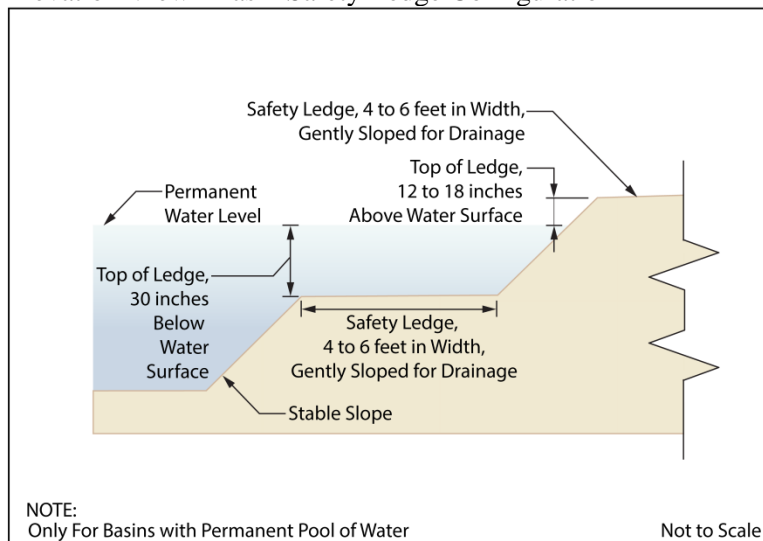 Safety Ledge, 4 to 6 feet in Width,
Gently Sloped for Drainage
Top of Ledge,
12 to 18 inches
Above Water Surface
Permanent
Water Level
Top of Ledge,
30 inches
Below
Water
Surface
Safety Ledge,
4 to 6 feet in Width,
Gently Sloped for Drainage
Stable Slope
NOTE:
Only For Basins with Permanent Pool of Water
Not to Scale